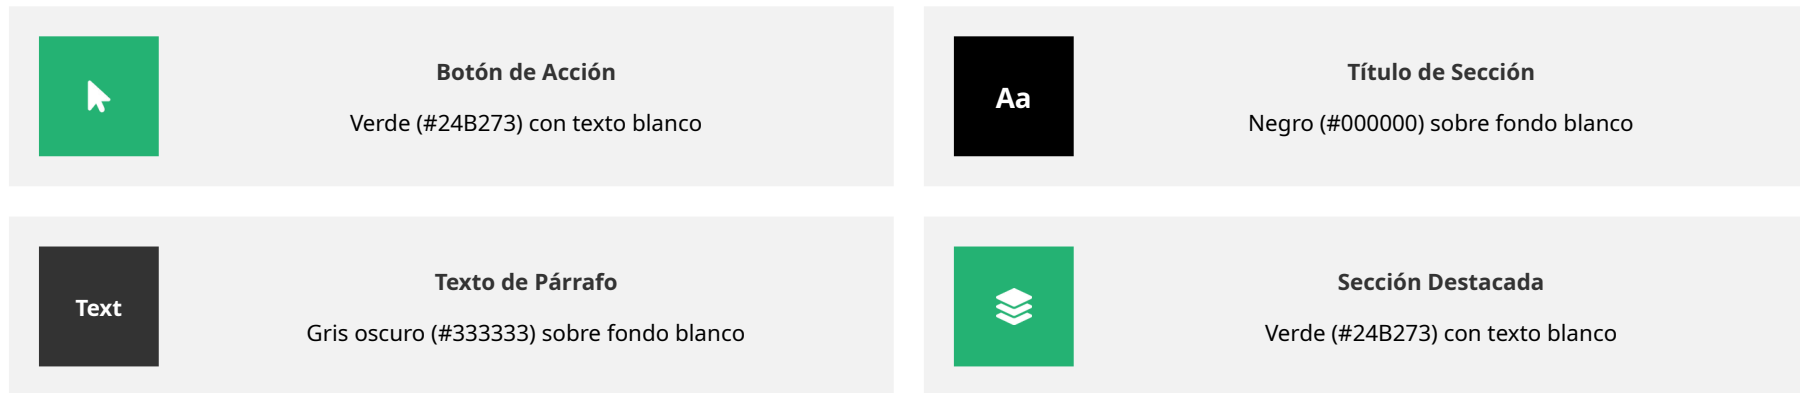 Botón de Acción
Verde (#24B273) con texto blanco
Aa
Título de Sección
Negro (#000000) sobre fondo blanco
Text
Texto de Párrafo
Gris oscuro (#333333) sobre fondo blanco
Sección Destacada
Verde (#24B273) con texto blanco